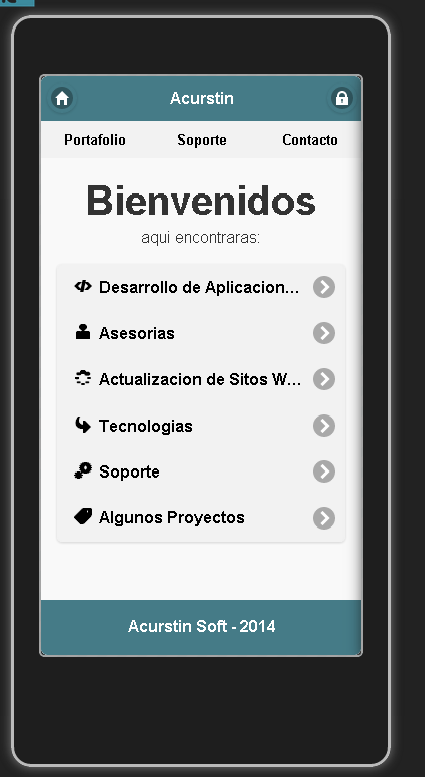 Acurstin
Portafolio Soporte Contacto
Bienvenidos
aqui encontraras:
Desarrollo de Aplicacion...
Asesorias
Actualizacion de Sitos W...
Tecnologias
Soporte
Algunos Proyectos
Acurstin Soft - 2014